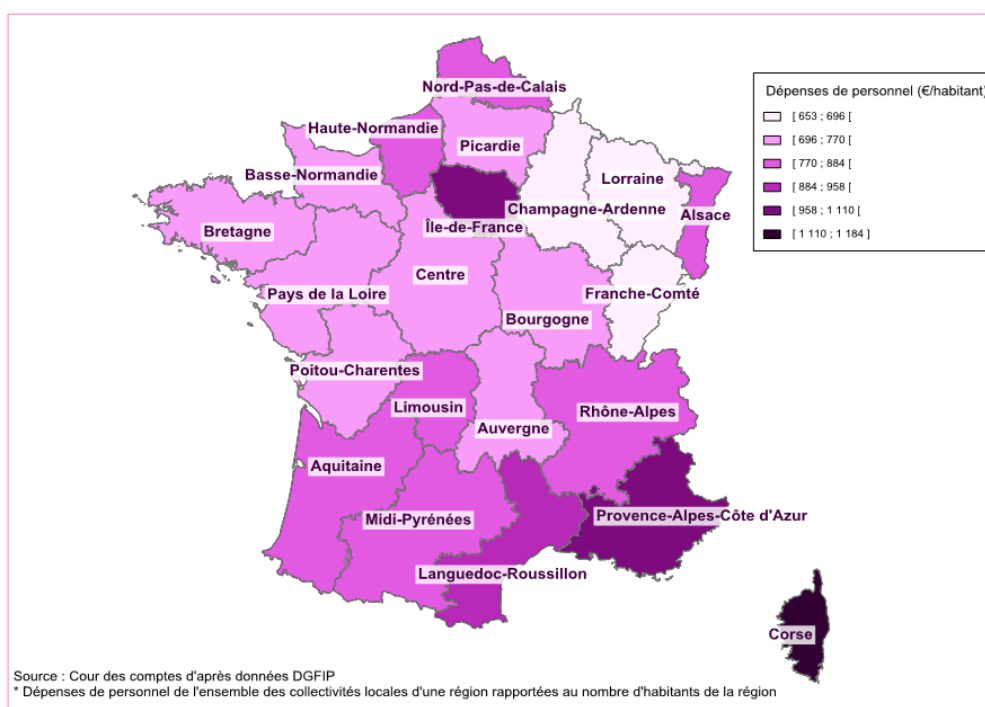 Nord-Pas-de-Calais
Dépenses de personnel (€/habitant)
[ 653 ; 696 [
[ 696 ; 770 [
[ 770 ; 884 [
[ 884 ; 958 [
[ 958 ; 1 110 [
[ 1 110 ; 1 184 ]
Haute-Normandie
Picardie
Basse-Normandie
Lorraine
Champagne-Ardenne
Alsace
Île-de-France
Bretagne
Centre
Pays de la Loire
Franche-Comté
Bourgogne
Poitou-Charentes
Limousin
Rhône-Alpes
Auvergne
Aquitaine
Midi-Pyrénées
Provence-Alpes-Côte d'Azur
Languedoc-Roussillon
Corse
Source : Cour des comptes d'après données DGFIP
* Dépenses de personnel de l'ensemble des collectivités locales d'une région rapportées au nombre d'habitants de la région